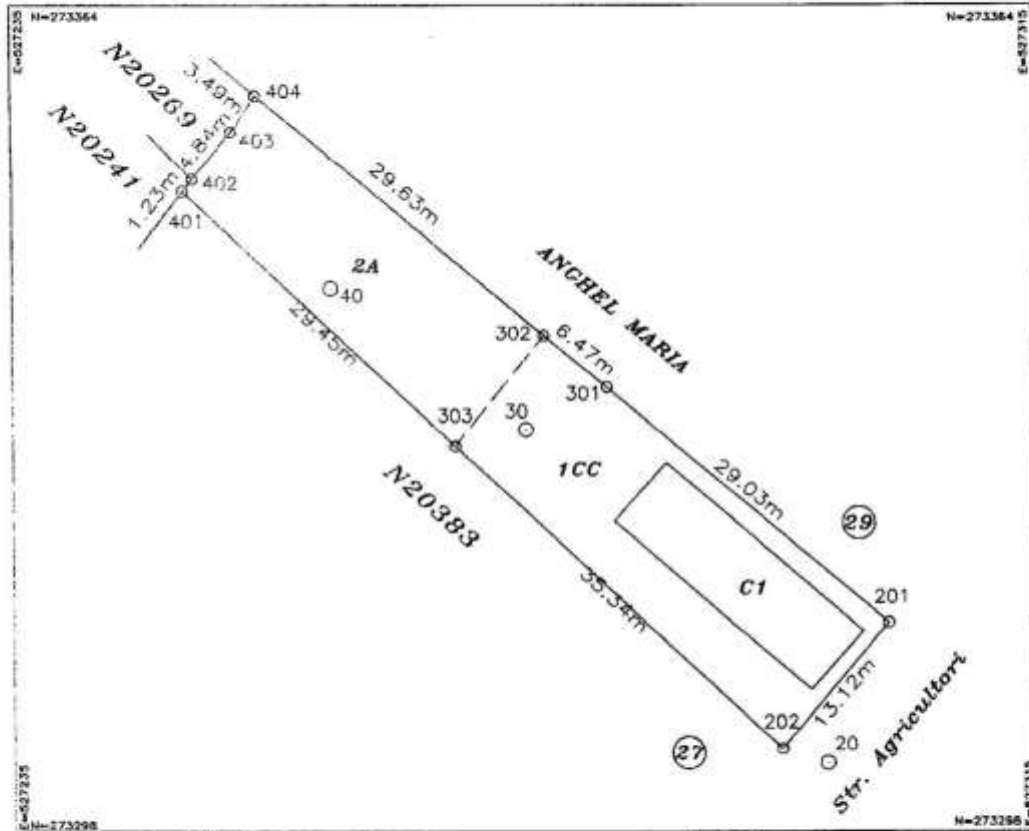 N=273364
N=273364
E=527235
E=527315
N20269
N20241
3.49m
404
4.84m
403
402
1.23m
401
29.63m
2A
40
29.45m
ANGHEL MARIA
302
6.47m
301
303
30
1CC
N20383
29.03m
29
C1
201
35.34m
13.12m
202
27
20
Str. Agricultori
E=527235
N=273298
N=273298